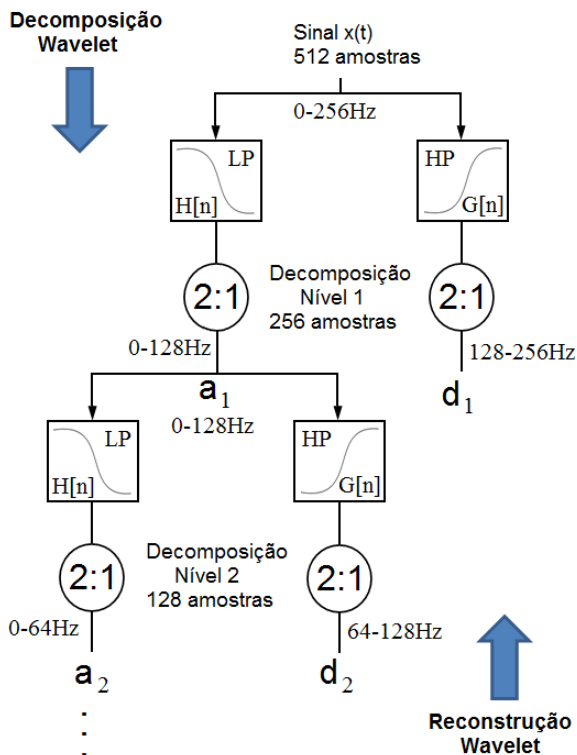 Decomposição
Wavelet
Sinal x(t)
512 amostras
0-256Hz
LP
H[n]
HP
G[n]
2:1
Decomposição
Nível 1
256 amostras
2:1
0-128Hz
128-256Hz
a1
d1
0-128Hz
LP
H[n]
HP
G[n]
2:1
Decomposição
Nível 2
128 amostras
2:1
0-64Hz
64-128Hz
a2
d2
Reconstrução
Wavelet